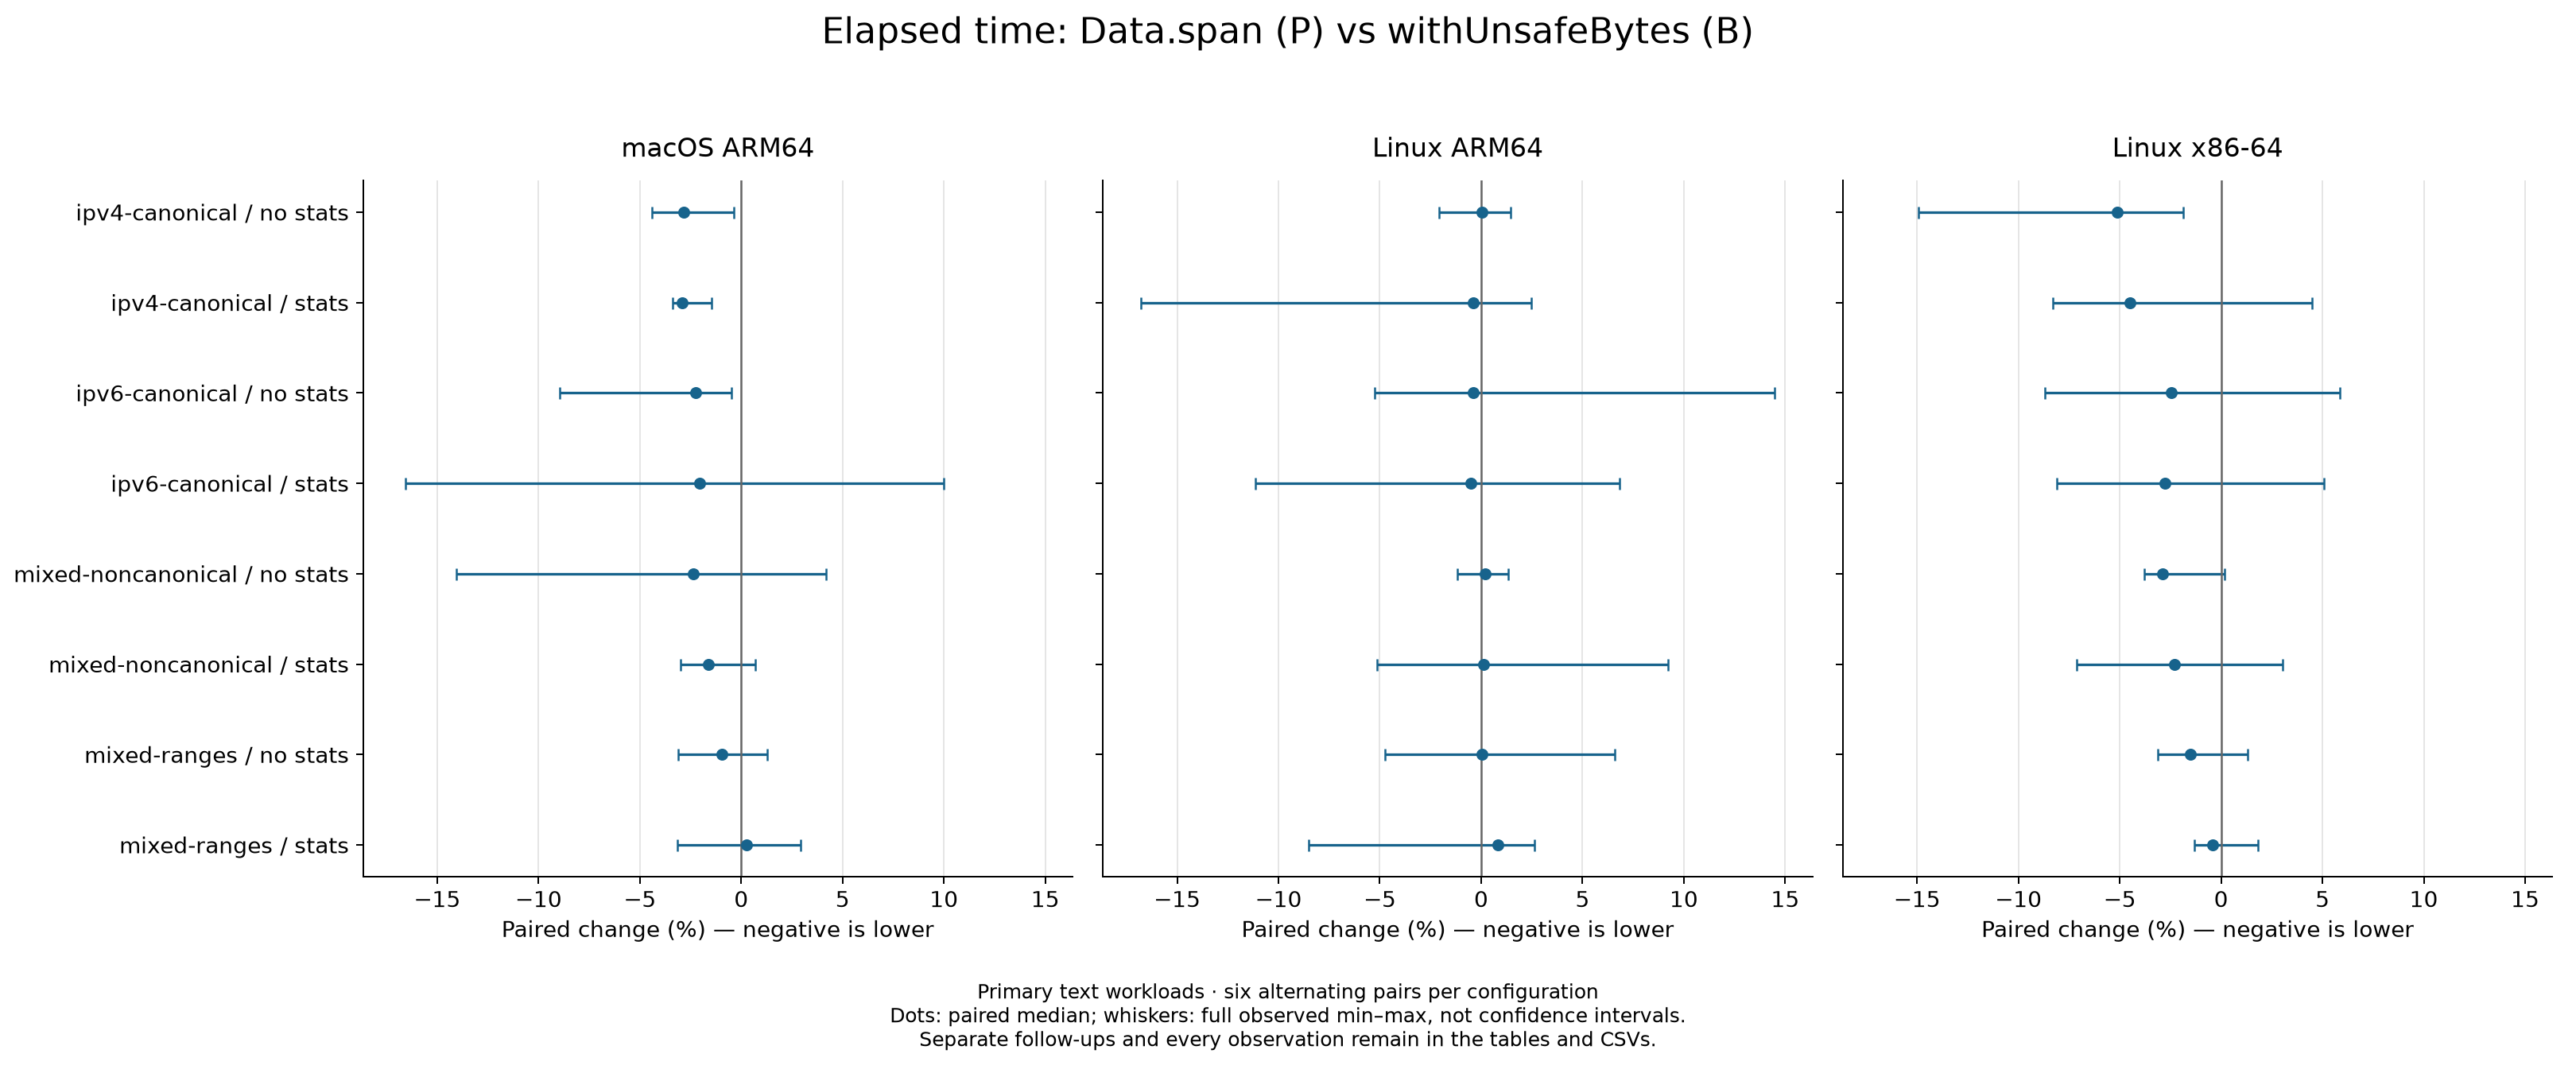 Elapsed time: Data.span (P) vs withUnsafeBytes (B)
macOS ARM64
Linux ARM64
Linux x86-64
ipv4-canonical / no stats
ipv4-canonical / stats
ipv6-canonical / no stats
ipv6-canonical / stats
mixed-noncanonical / no stats
mixed-noncanonical / stats
mixed-ranges / no stats
mixed-ranges / stats
−15 −10 −5 0 5 10 15
−15 −10 −5 0 5 10 15
−15 −10 −5 0 5 10 15
Paired change (%) — negative is lower
Paired change (%) — negative is lower
Paired change (%) — negative is lower
Primary text workloads · six alternating pairs per configuration
Dots: paired median; whiskers: full observed min–max, not confidence intervals.
Separate follow-ups and every observation remain in the tables and CSVs.